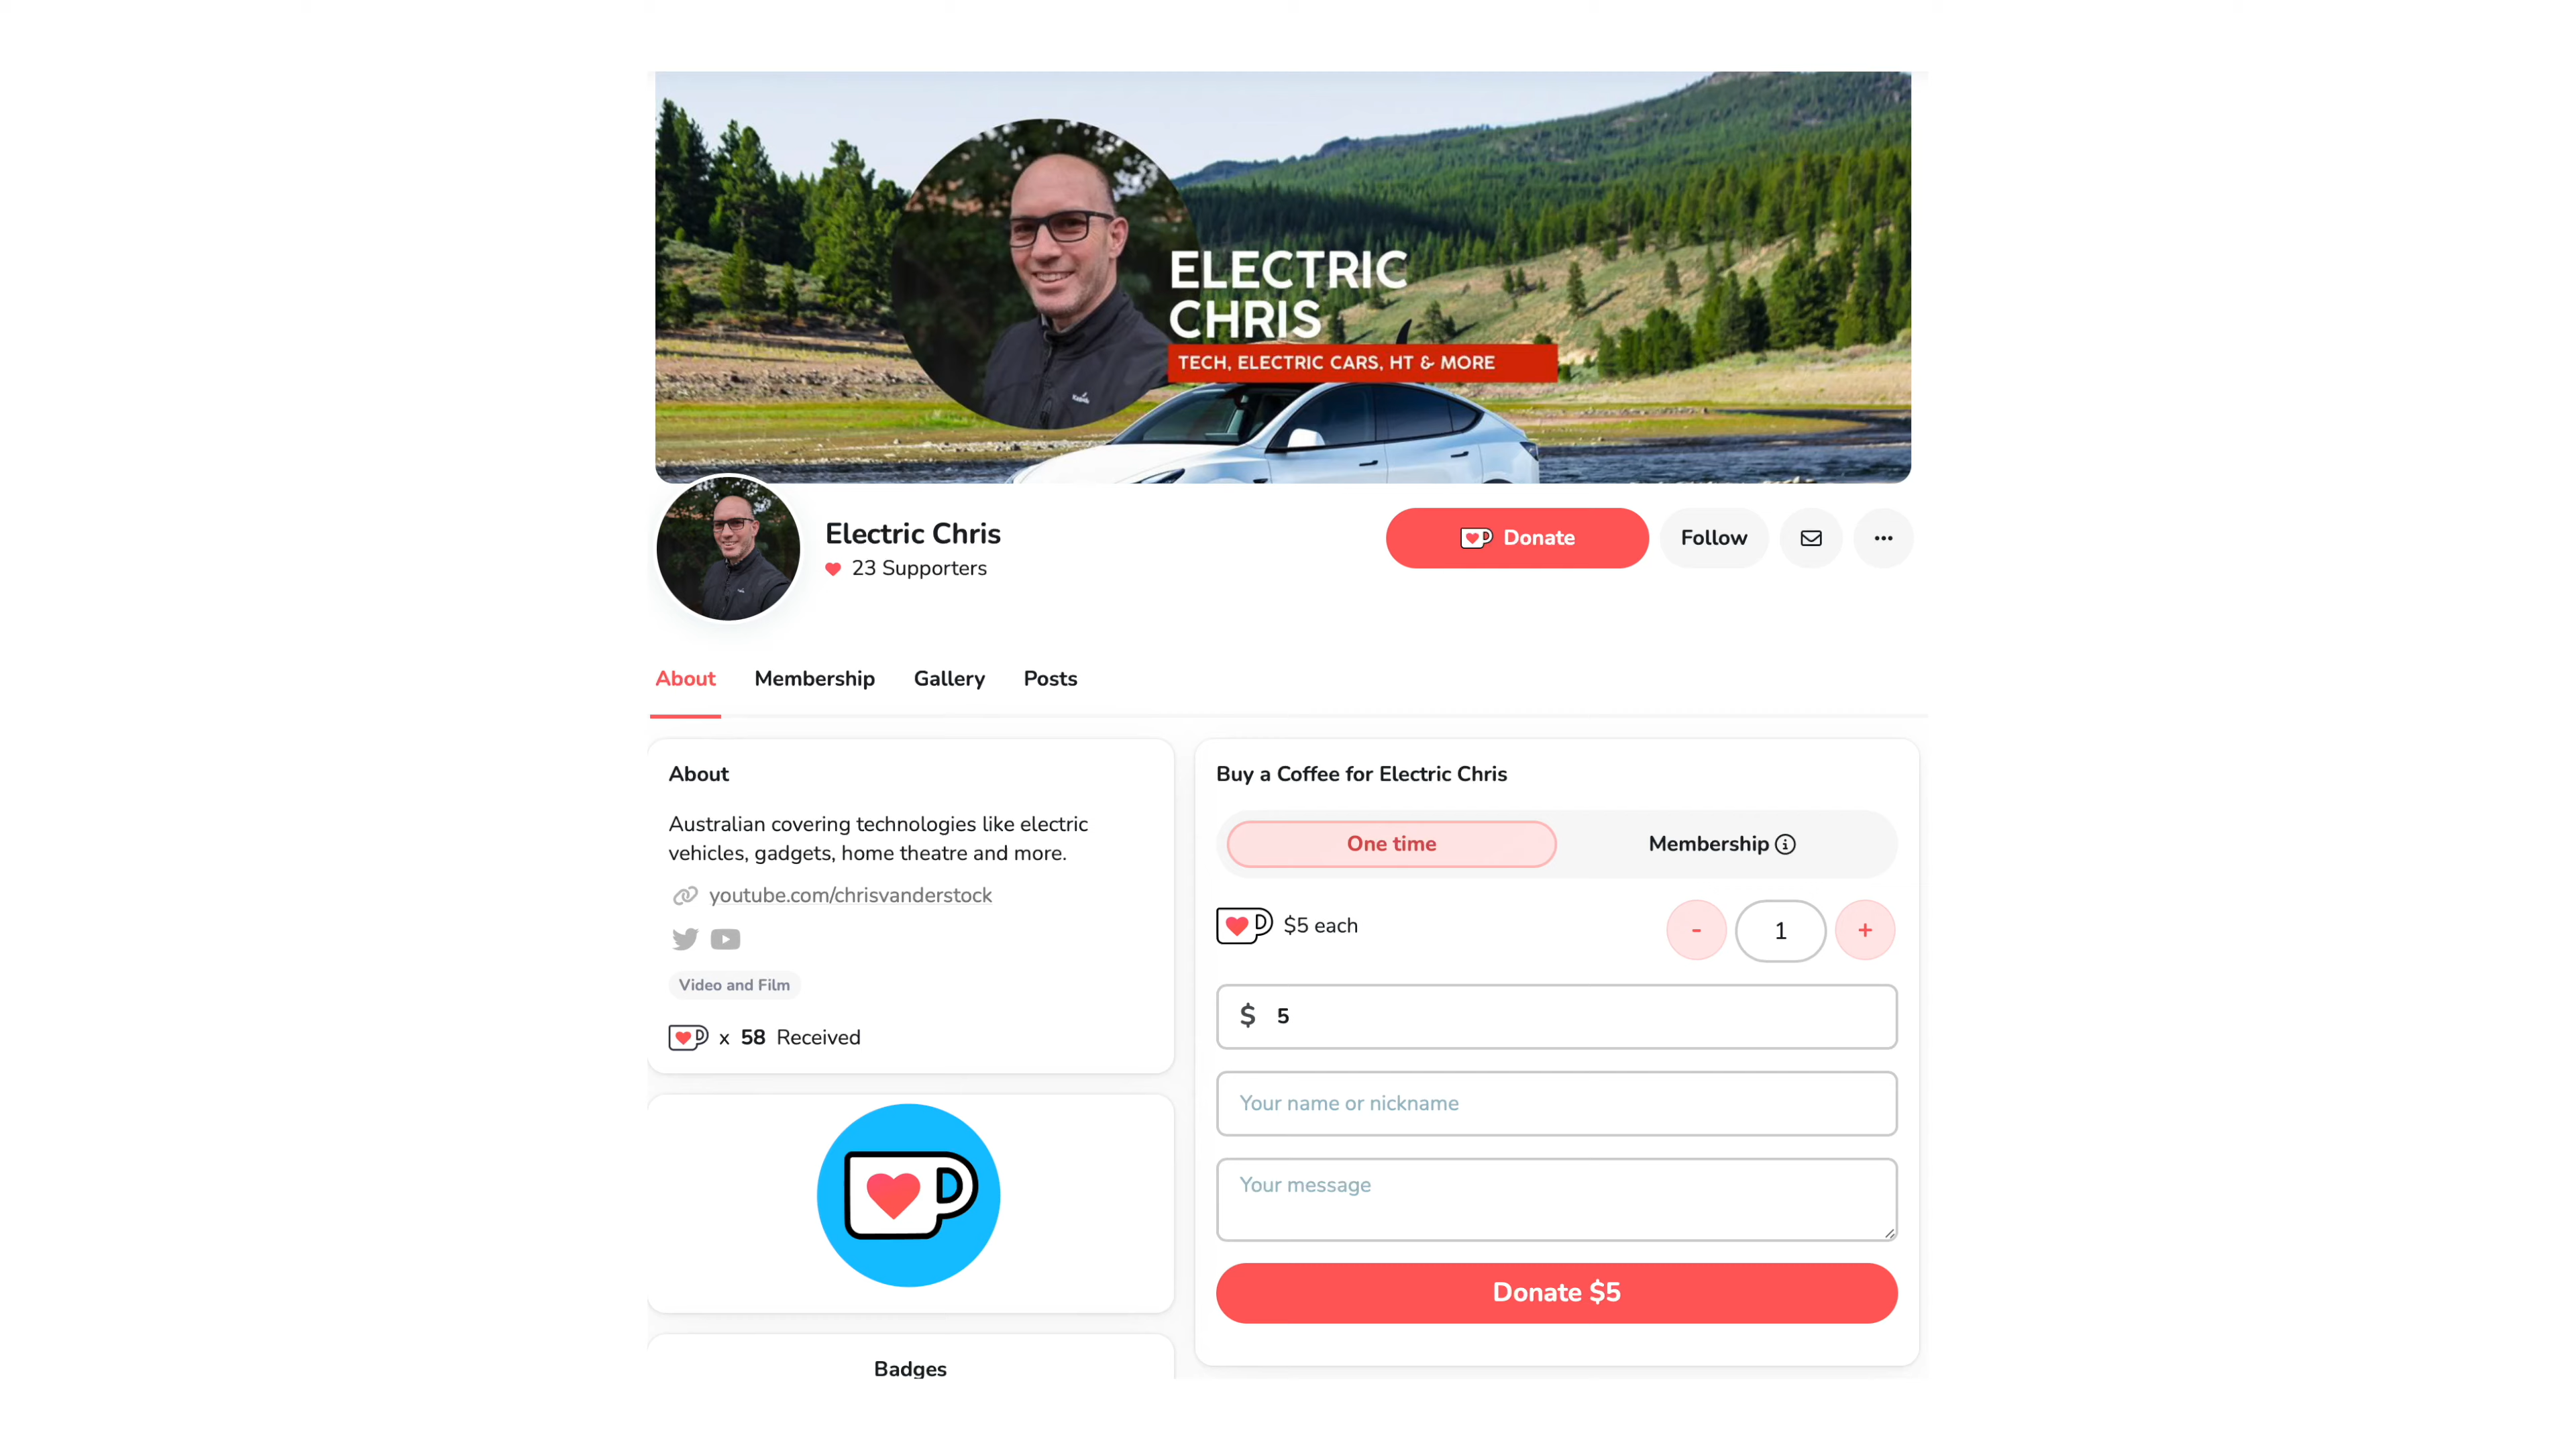 ELECTRIC
CHRIS
TECH, ELECTRIC CARS, HT & MORE
Electric Chris
23 Supporters
Donate
Follow
About
Membership
Gallery
Posts
About
Australian covering technologies like electric
vehicles, gadgets, home theatre and more.
youtube.com/chrisvanderstock
Video and Film
x 58 Received
Badges
Buy a Coffee for Electric Chris
One time
Membership
$5 each
- 1 +
$ 5
Your name or nickname
Your message
Donate $5